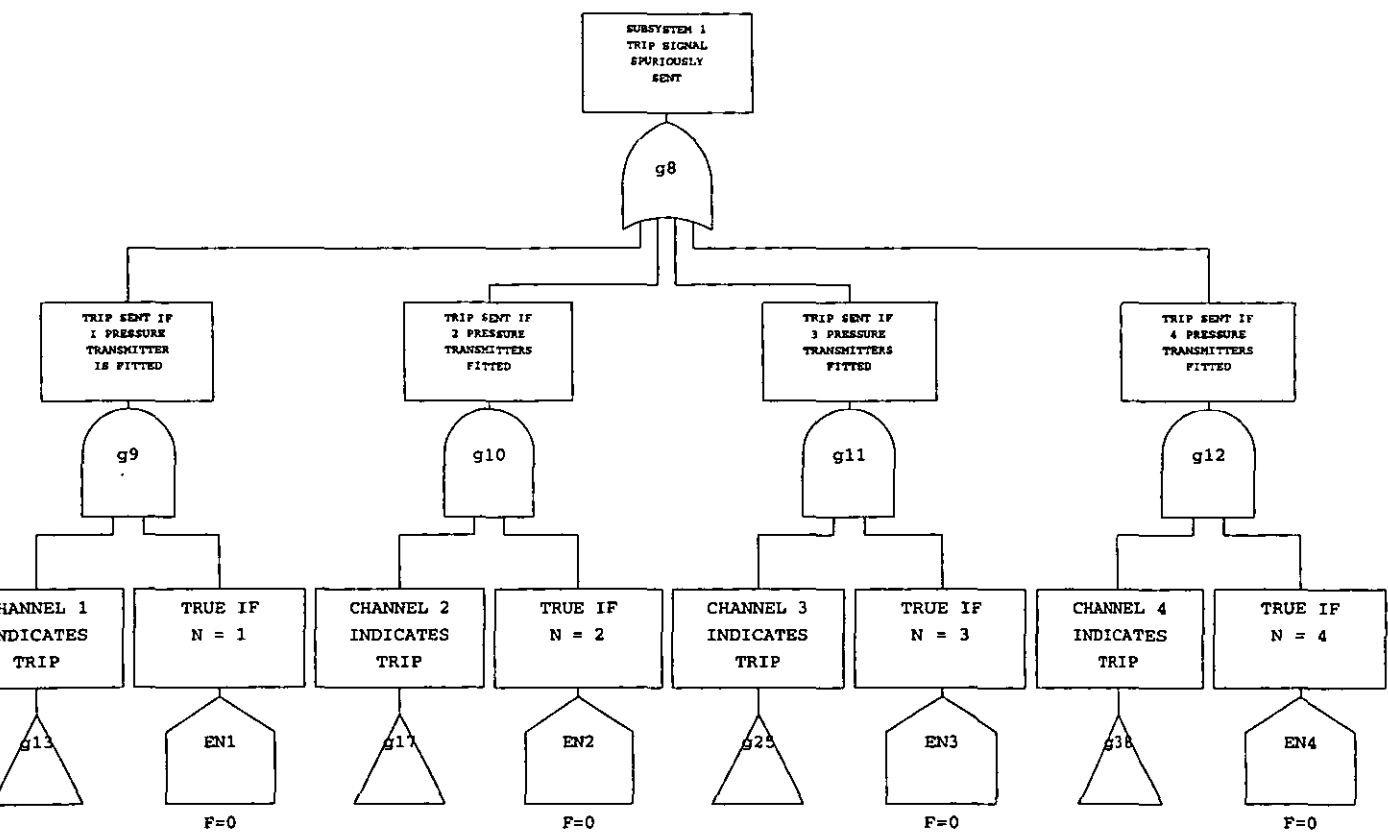 SUBSYSTEM 1
TRIP SIGNAL
SPURIOUSLY
SENT
g8
TRIP SENT IF
1 PRESSURE
TRANSMITTER
IS FITTED
TRIP SENT IF
2 PRESSURE
TRANSMITTERS
FITTED
TRIP SENT IF
3 PRESSURE
TRANSMITTERS
FITTED
TRIP SENT IF
4 PRESSURE
TRANSMITTERS
FITTED
g9
g10
g11
g12
HANNEL 1
NDICATES
TRIP
TRUE IF
N = 1
CHANNEL 2
INDICATES
TRIP
TRUE IF
N = 2
CHANNEL 3
INDICATES
TRIP
TRUE IF
N = 3
CHANNEL 4
INDICATES
TRIP
TRUE IF
N = 4
g13
EN1
g17
EN2
g25
EN3
g38
EN4
F=0
F=0
F=0
F=0